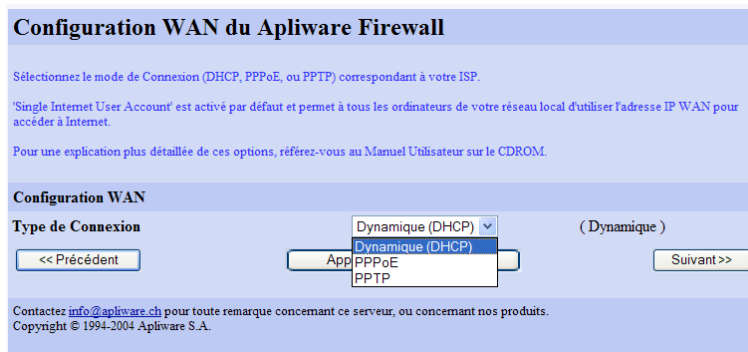 Configuration WAN du Apliware Firewall
Sélectionnez le mode de Connexion (DHCP, PPPoE, ou PPTP) correspondant à votre ISP.
'Single Internet User Account' est activé par défaut et permet à tous les ordinateurs de votre réseau local d'utiliser l'adresse IP WAN pour
accéder à Internet.
Pour une explication plus détaillée de ces options, référez-vous au Manuel Utilisateur sur le CDROM.
Configuration WAN
Type de Connexion Dynamique (DHCP) ( Dynamique )
Dynamique (DHCP)
<< Précédent App PPPoE Suivant >>
PPTP
Contactez info@apliware.ch pour toute remarque concernant ce serveur, ou concernant nos produits.
Copyright © 1994-2004 Apliware S.A.